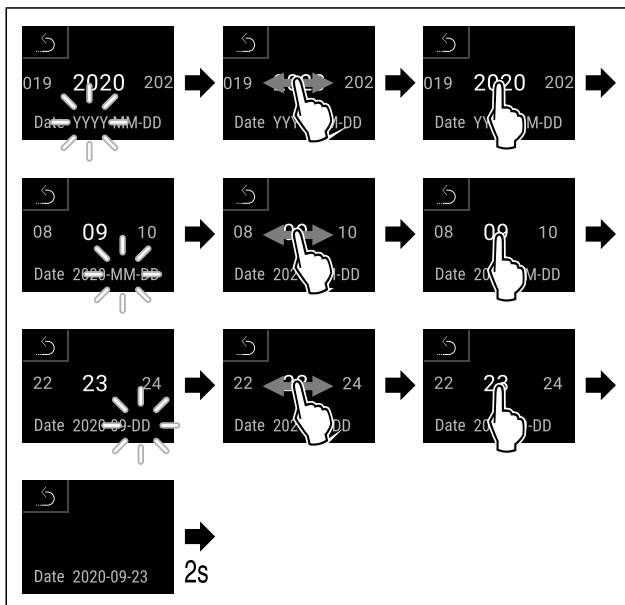 019 2020 202
Date YYYY-MM-DD
019 202
Date
019 2020 202
Date
08 09 10
Date 2020-MM-DD
08 10
Date
08 09 10
Date
22 23 24
Date 2020-09-DD
22 24
Date
22 23 24
Date
Date 2020-09-23
2s